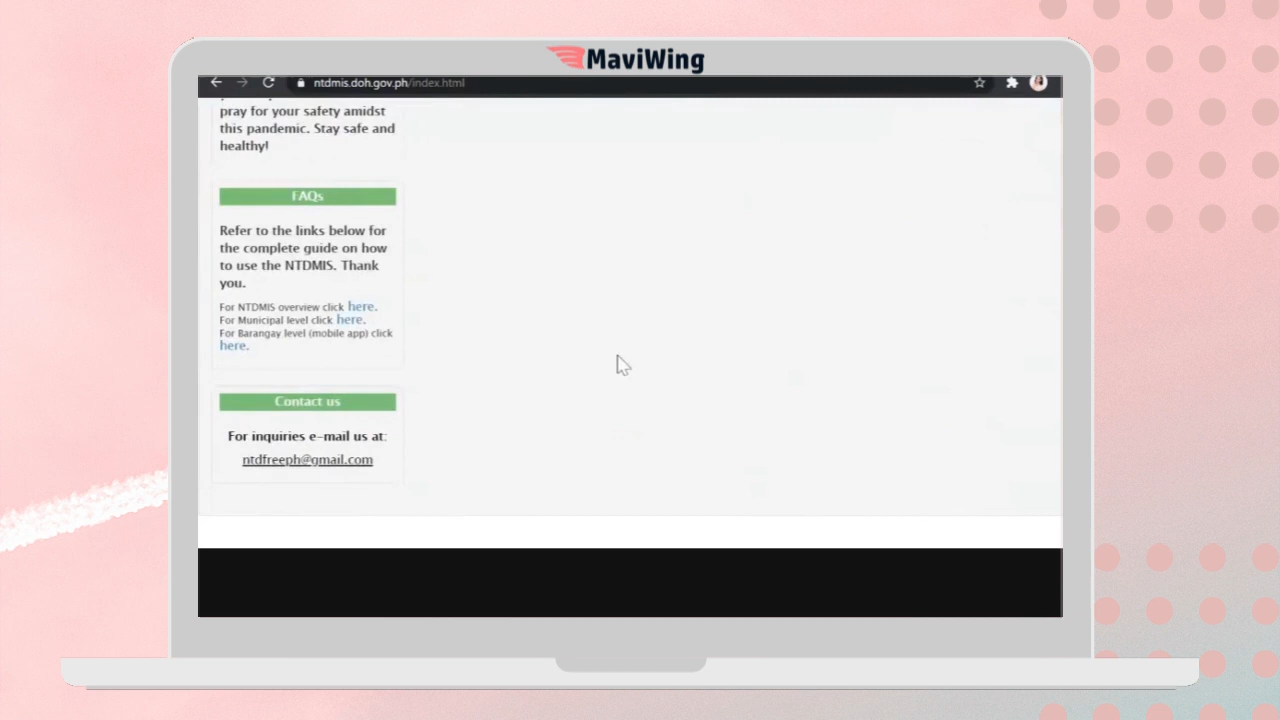 MaviWing
ntdmis.doh.gov.ph/index.html
pray for your safety amidst
this pandemic. Stay safe and
healthy!
FAQs
Refer to the links below for
the complete guide on how
to use the NTDMIS. Thank
you.
For NTDMIS overview click here.
For Municipal level click here.
For Barangay level (mobile app) click
here.
Contact us
For inquiries e-mail us at:
ntdfreeph@gmail.com